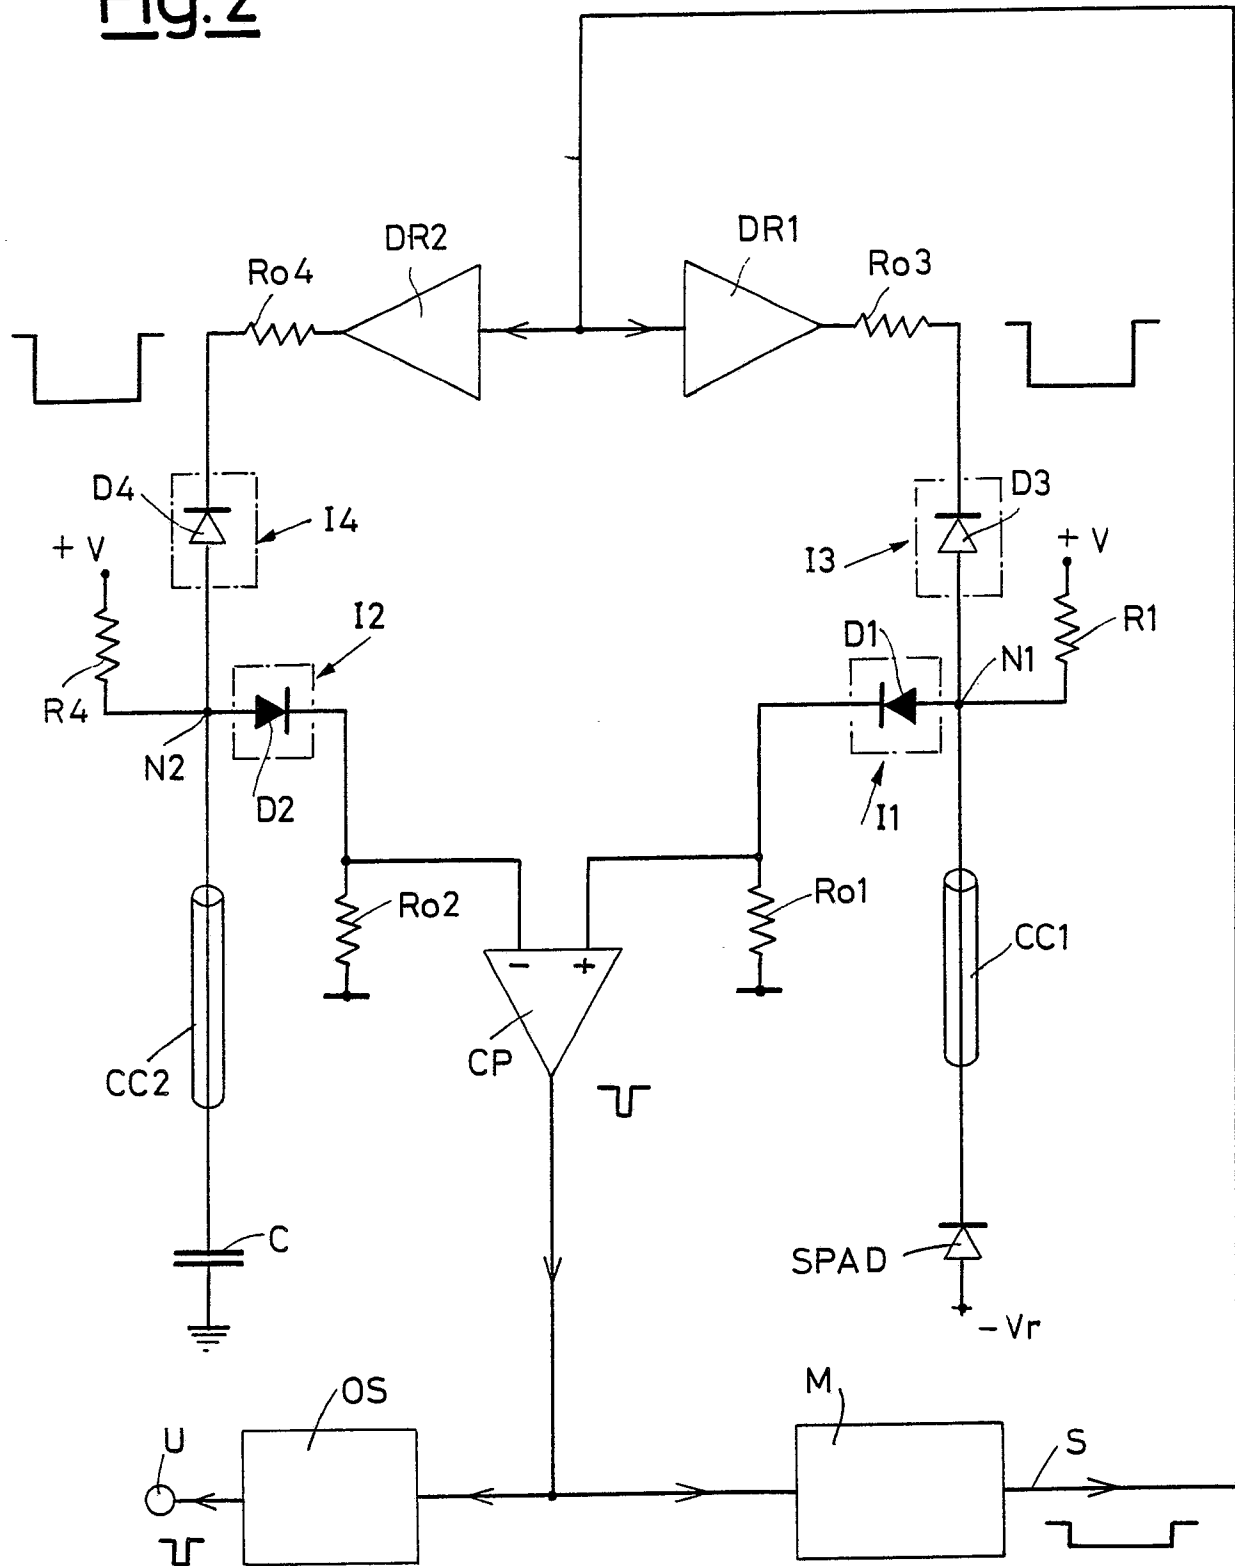 Fig. 2
DR2
DR1
Ro4
Ro3
D4
I4
D3
I3
+ V
+ V
I2
D1
R1
R4
N1
N2
D2
I1
Ro2
Ro1
CC1
- +
CP
CC2
C
SPAD
-Vr
OS
M
U
S